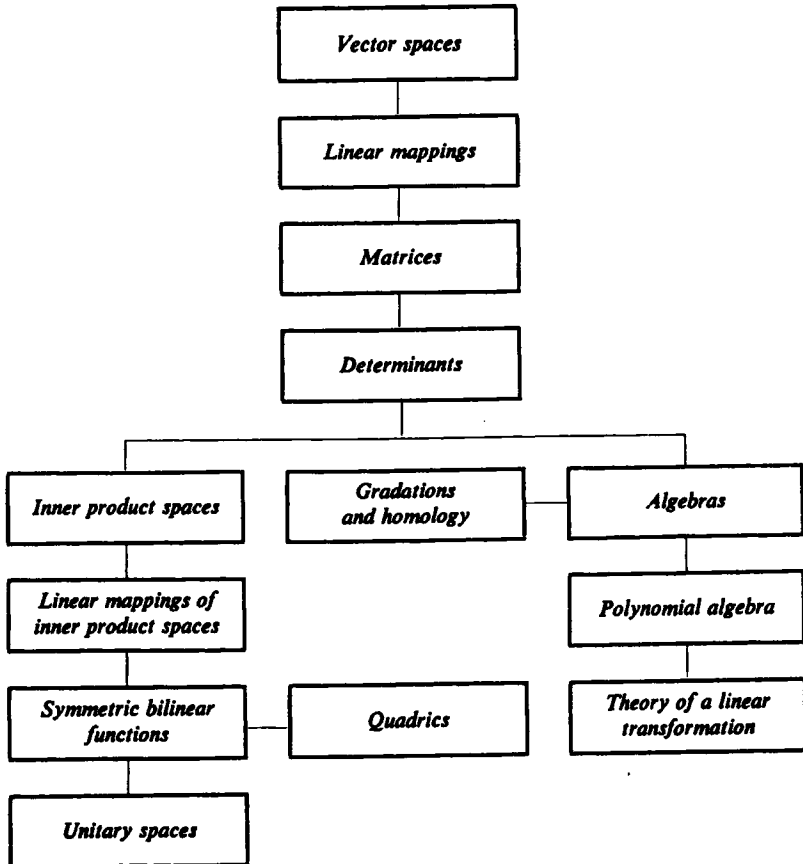 Vector spaces
Linear mappings
Matrices
Determinants
Inner product spaces
Gradations
and homology
Algebras
Linear mappings of
inner product spaces
Polynomial algebra
Symmetric bilinear
functions
Quadrics
Theory of a linear
transformation
Unitary spaces